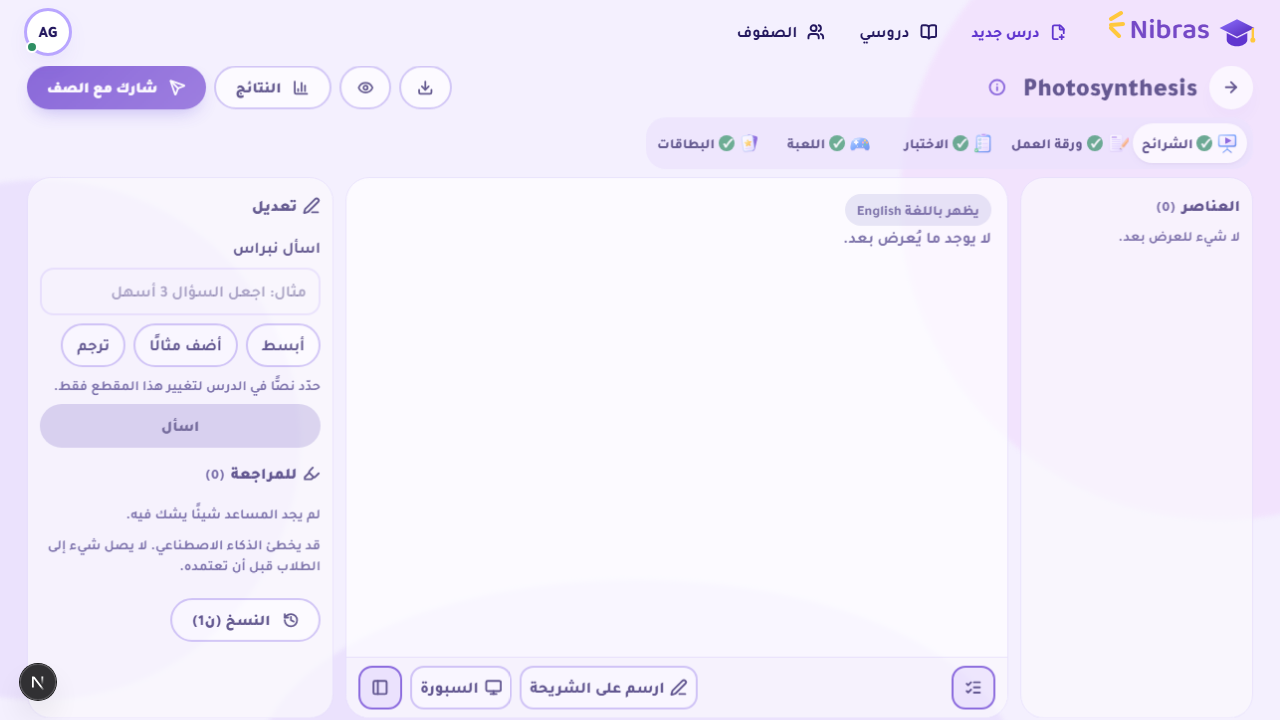 Nibras
درس جديد
دروسي
الصفوف
AG
Photosynthesis
النتائج
شارك مع الصف
الشرائح
ورقة العمل
الاختبار
اللعبة
البطاقات
العناصر (0)
لا شيء للعرض بعد.
يظهر باللغة English
لا يوجد ما يُعرض بعد.
ارسم على الشريحة
السبورة
تعديل
اسأل نبراس
مثال: اجعل السؤال 3 أسهل
أبسط
أضف مثالًا
ترجم
حدّد نصًّا في الدرس لتغيير هذا المقطع فقط.
اسأل
للمراجعة (0)
لم يجد المساعد شيئًا يشك فيه.
قد يخطئ الذكاء الاصطناعي. لا يصل شيء إلى
الطلاب قبل أن تعتمده.
النسخ (ن1)
N